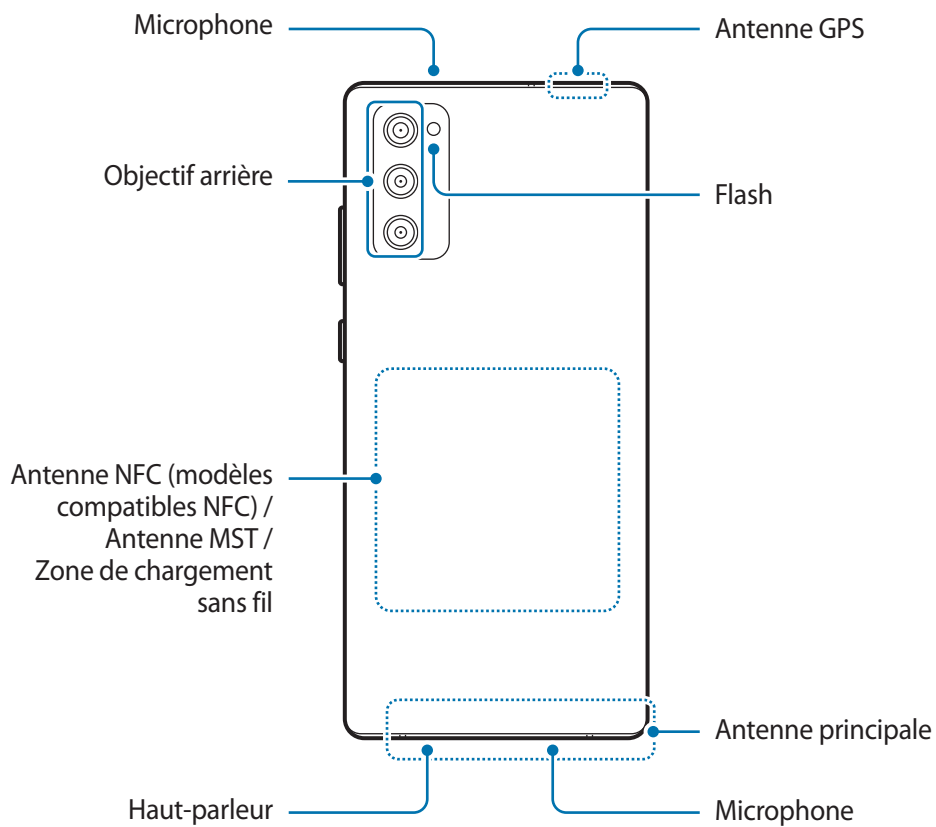 Microphone
Antenne GPS
Objectif arrière
Flash
Antenne NFC (modèles
compatibles NFC) /
Antenne MST /
Zone de chargement
sans fil
Antenne principale
Haut-parleur
Microphone